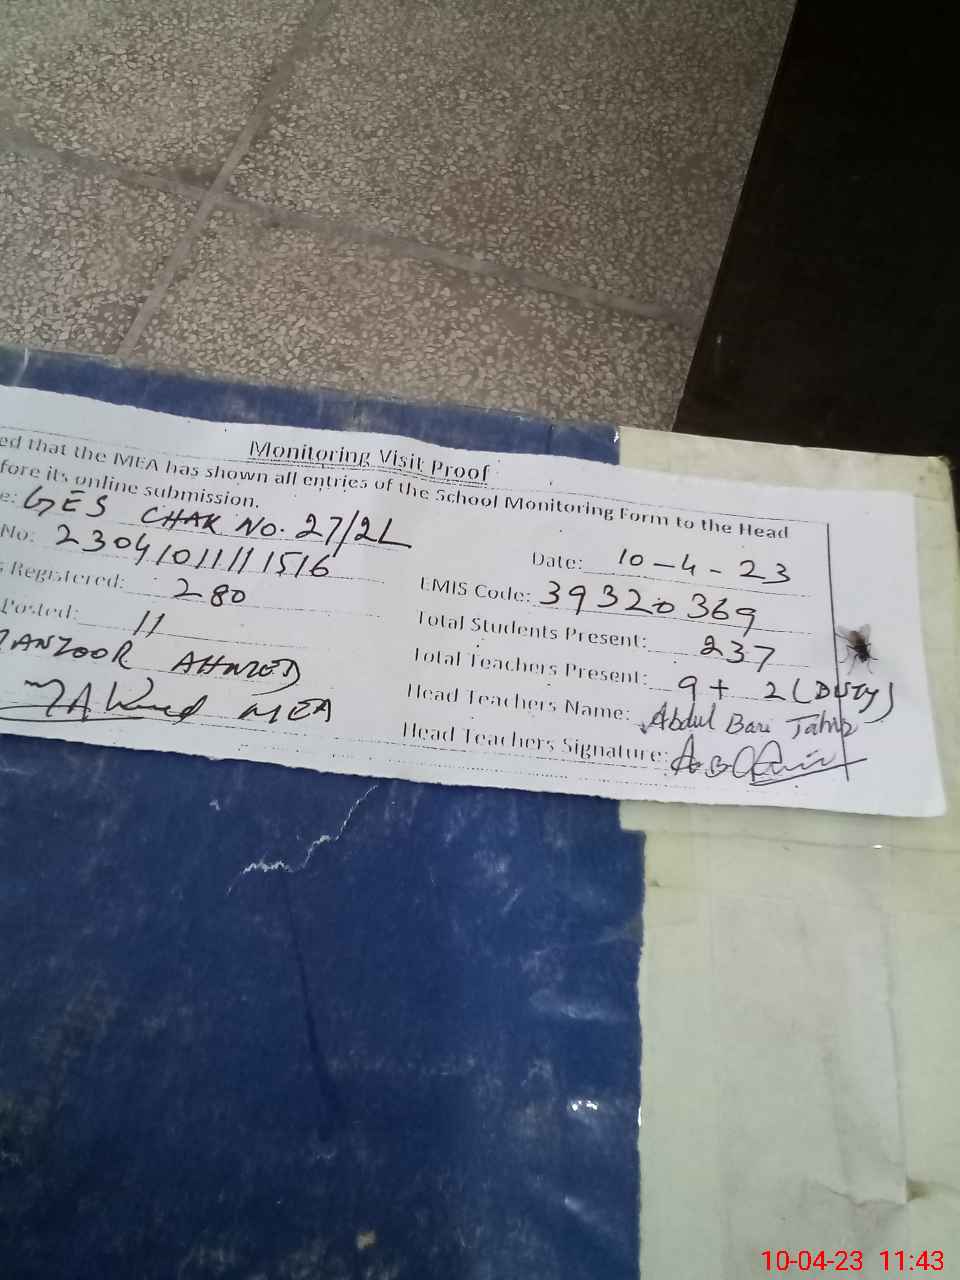 Monitoring Visit Proof
ed that the MEA has shown all entries of the School Monitoring Form to the Head
fore its online submission.
e: GES CHAK NO. 27/2L
Date: 10-4-23
No: 2304101111516
EMIS Code: 39320369
s Registered: 280
Total Students Present: 237
Posted: 11
Total Teachers Present: 9+ 2 (Duty)
MANZOOR AHMED
Head Teachers Name: Abdul Bari Tahir
MEA
Head Teachers Signature:
10-04-23 11:43